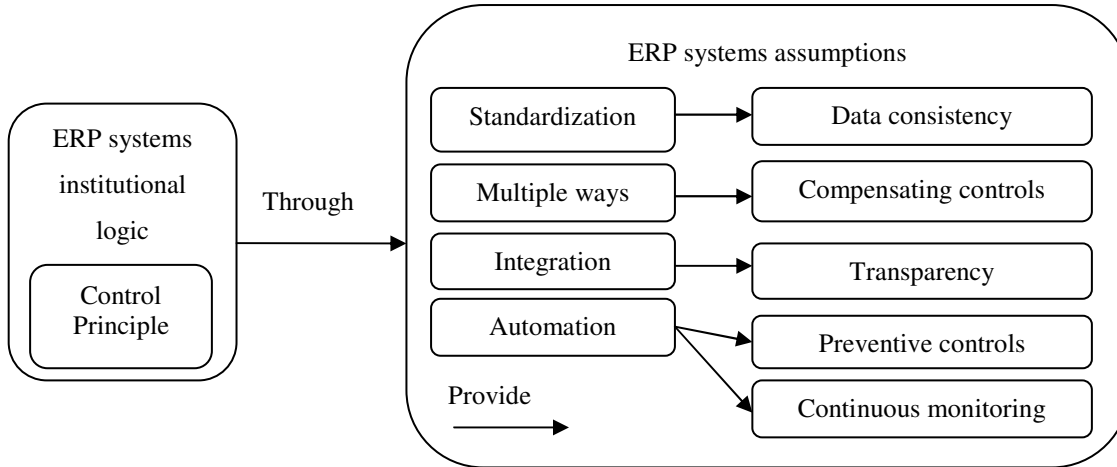 ERP systems
institutional
logic
Control
Principle
Through
ERP systems assumptions
Standardization
Data consistency
Multiple ways
Compensating controls
Integration
Transparency
Automation
Preventive controls
Continuous monitoring
Provide